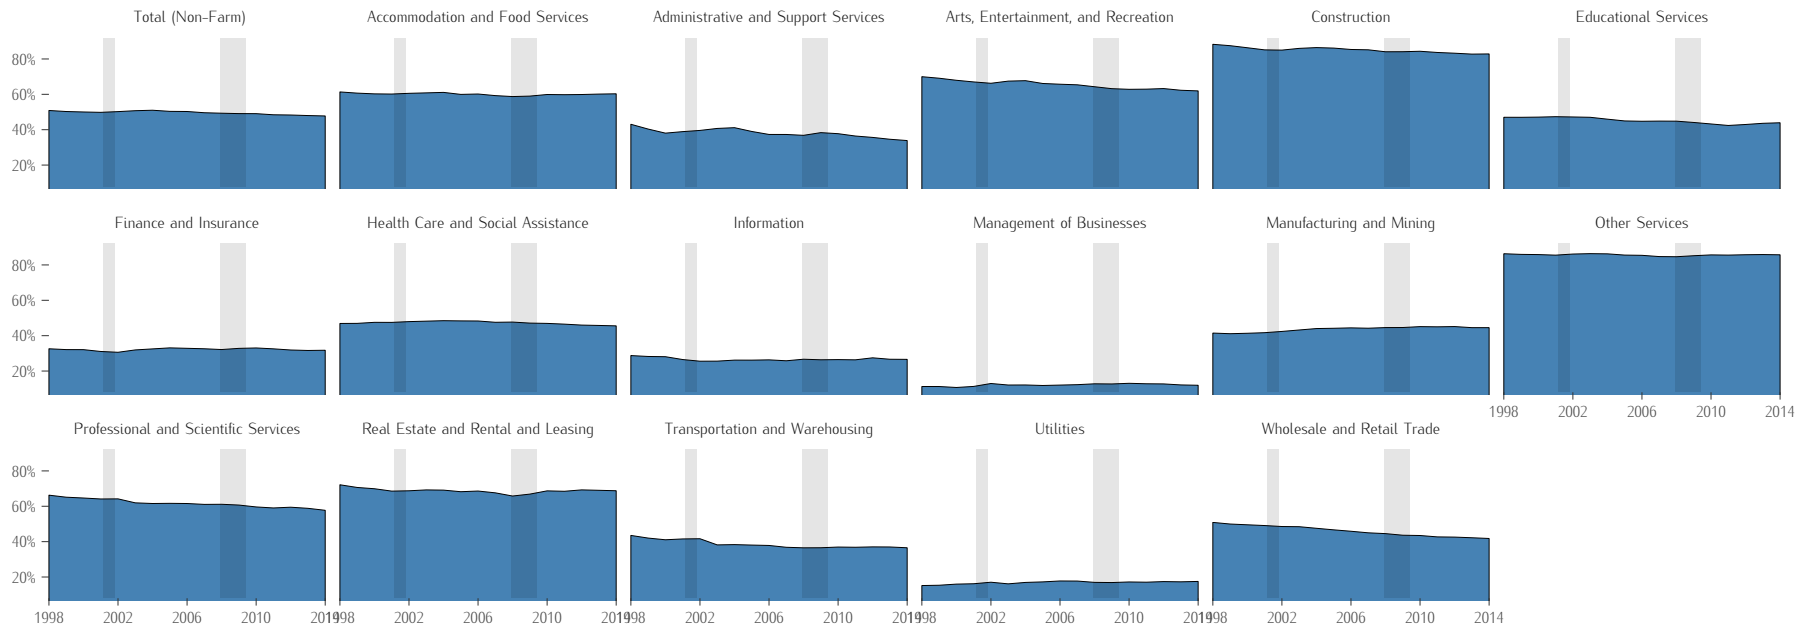 Total (Non-Farm) Accommodation and Food Services Administrative and Support Services Arts, Entertainment, and Recreation Construction Educational Services
80%
60%
40%
20%
Finance and Insurance Health Care and Social Assistance Information Management of Businesses Manufacturing and Mining Other Services
80%
60%
40%
20%
1998 2002 2006 2010 2014
Professional and Scientific Services Real Estate and Rental and Leasing Transportation and Warehousing Utilities Wholesale and Retail Trade
80%
60%
40%
20%
1998 2002 2006 2010 2014 1998 2002 2006 2010 2014 1998 2002 2006 2010 2014 1998 2002 2006 2010 2014 1998 2002 2006 2010 2014